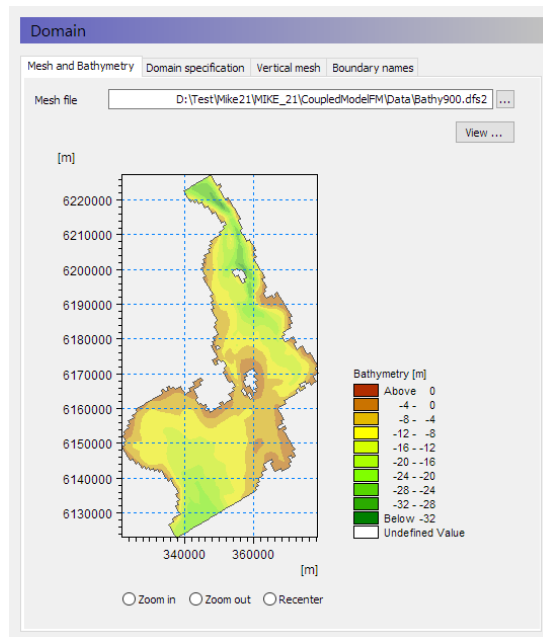 Domain
Mesh and Bathymetry Domain specification Vertical mesh Boundary names
Mesh file D:\Test\Mike21\MIKE_21\CoupledModelFM\Data\Bathy900.dfs2 ...
View ...
[m]
6220000
6210000
6200000
6190000
6180000
6170000
6160000
6150000
6140000
6130000
340000 360000
[m]
Bathymetry [m]
Above 0
-4 - 0
-8 - -4
-12 - -8
-16 - -12
-20 - -16
-24 - -20
-28 - -24
-32 - -28
Below -32
Undefined Value
Zoom in Zoom out Recenter